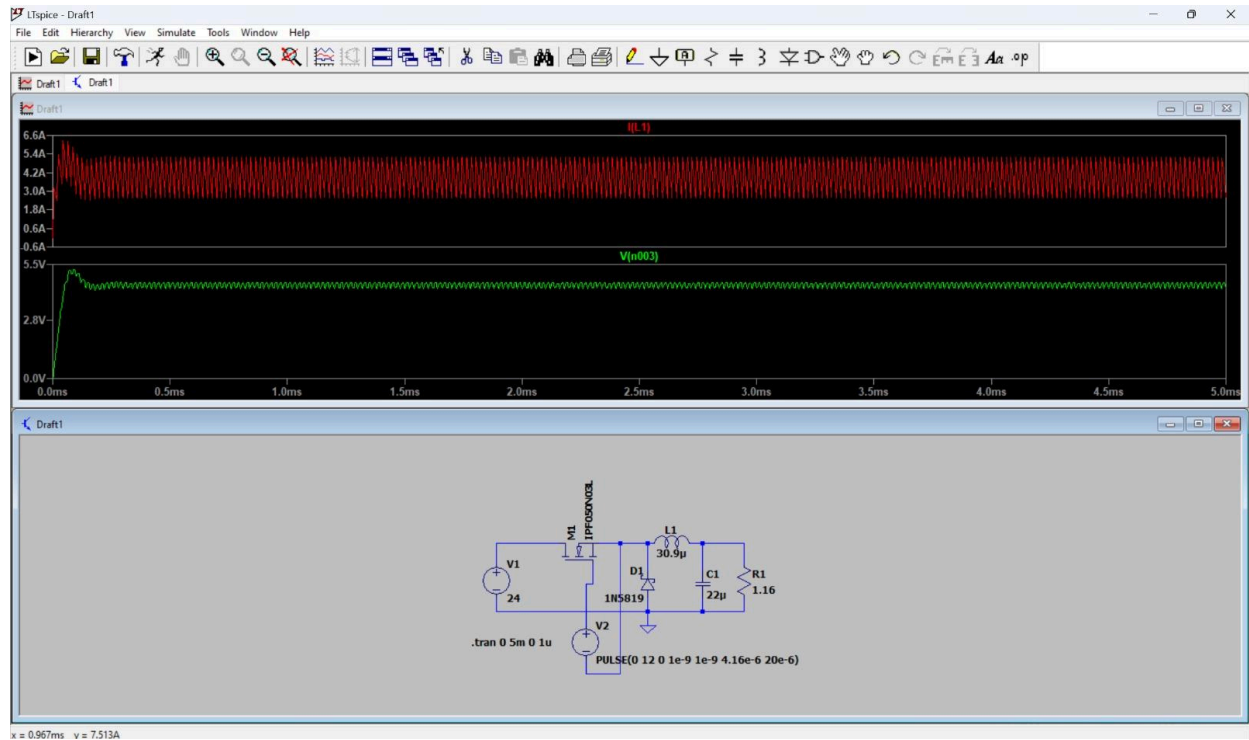 LTspice - Draft1
File Edit Hierarchy View Simulate Tools Window Help
Aa .op
Draft1 Draft1
Draft1
I(L1)
6.6A
5.4A
4.2A
3.0A
1.8A
0.6A
-0.6A
V(n003)
5.5V
2.8V
0.0V
0.0ms 0.5ms 1.0ms 1.5ms 2.0ms 2.5ms 3.0ms 3.5ms 4.0ms 4.5ms 5.0ms
Draft1
M1
IPF050N03L
V1
24
D1
1N5819
L1
30.9µ
C1
22µ
R1
1.16
V2
.tran 0 5m 0 1u
PULSE(0 12 0 1e-9 1e-9 4.16e-6 20e-6)
x = 0.967ms y = 7.513A